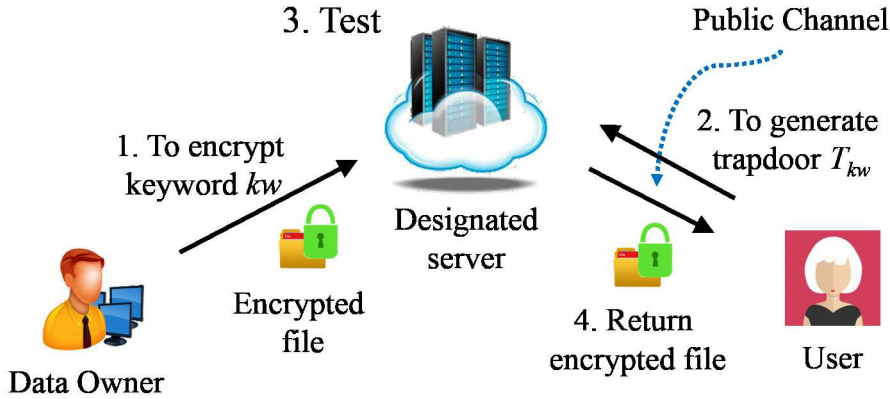 3. Test
Public Channel
1. To encrypt
keyword kw
2. To generate
trapdoor T_kw
Designated
server
Encrypted
file
4. Return
encrypted file
Data Owner
User